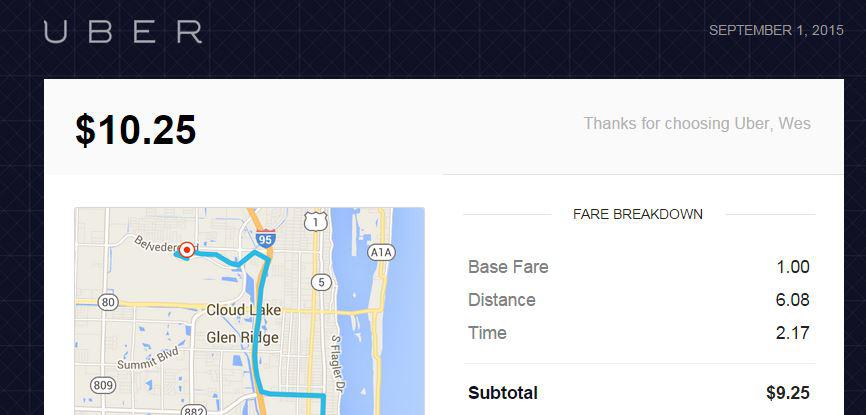 UBER
SEPTEMBER 1, 2015
$10.25
Thanks for choosing Uber, Wes
FARE BREAKDOWN
Base Fare 1.00
Distance 6.08
Time 2.17
Subtotal $9.25
1
95
A1A
Belvedere
5
80
Cloud Lake
Glen Ridge
Summit Blvd
S Flagler Dr
809
882